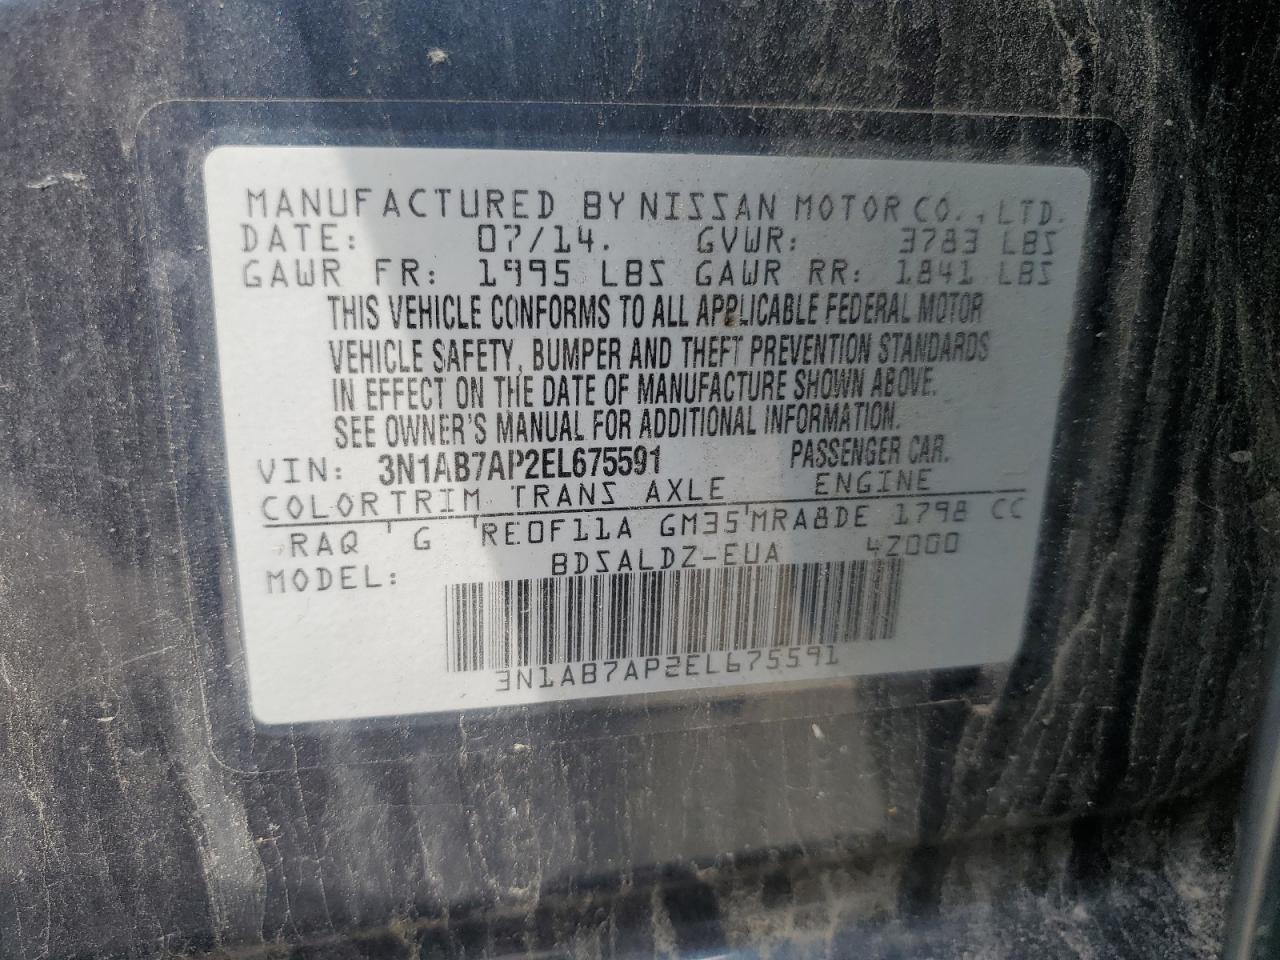 MANUFACTURED BY NISSAN MOTOR CO., LTD.
DATE: 07/14. GVWR: 3783 LBS
GAWR FR: 1995 LBS GAWR RR: 1841 LBS
THIS VEHICLE CONFORMS TO ALL APPLICABLE FEDERAL MOTOR
VEHICLE SAFETY, BUMPER AND THEFT PREVENTION STANDARDS
IN EFFECT ON THE DATE OF MANUFACTURE SHOWN ABOVE.
SEE OWNER'S MANUAL FOR ADDITIONAL INFORMATION.
VIN: 3N1AB7AP2EL675591 PASSENGER CAR.
COLOR TRIM TRANS AXLE ENGINE
RAQ G RE0F11A GM35 MRA8DE 1798 CC
MODEL: BDSALDZ-EUA 42000
3N1AB7AP2EL675591